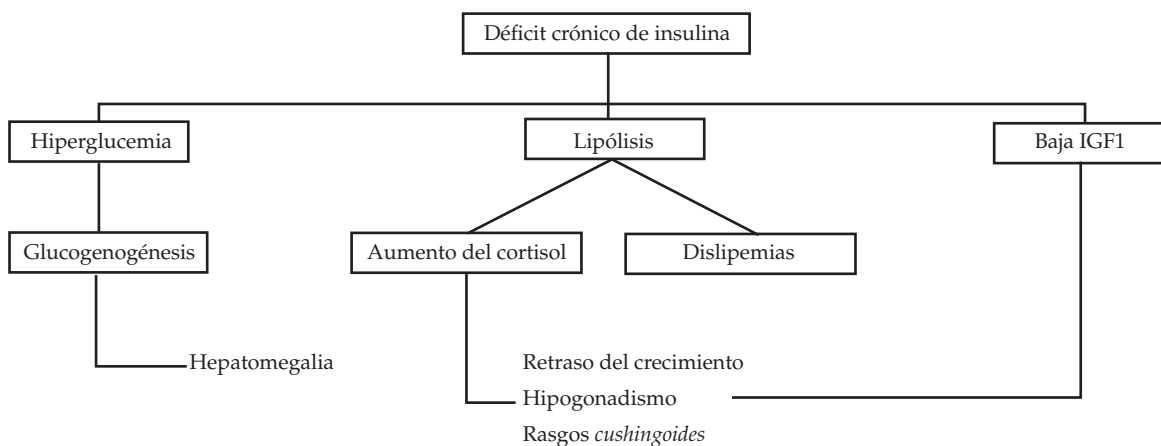 Déficit crónico de insulina
Hiperglucemia
Lipólisis
Baja IGF1
Glucogenogénesis
Aumento del cortisol
Dislipemias
Hepatomegalia
Retraso del crecimiento
Hipogonadismo
Rasgos cushingoides